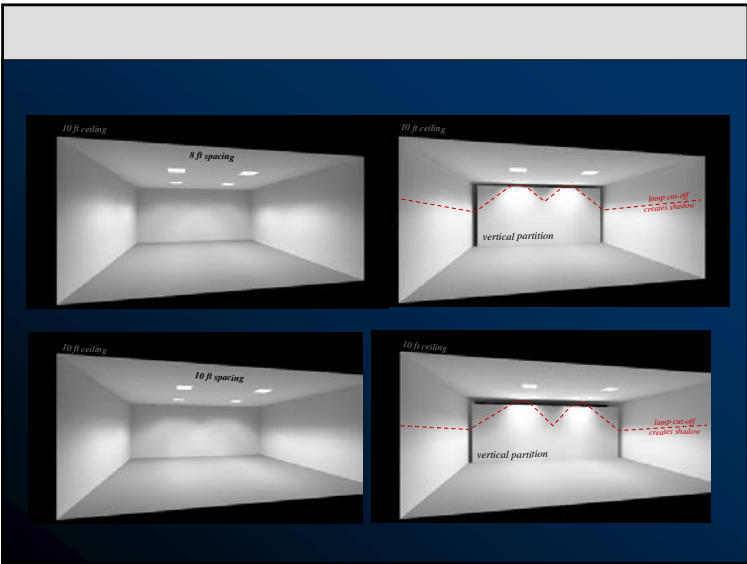 10 ft ceiling
8 ft spacing
10 ft ceiling
lamp cut-off
creates shadow
vertical partition
10 ft ceiling
10 ft spacing
10 ft ceiling
lamp cut-off
creates shadow
vertical partition